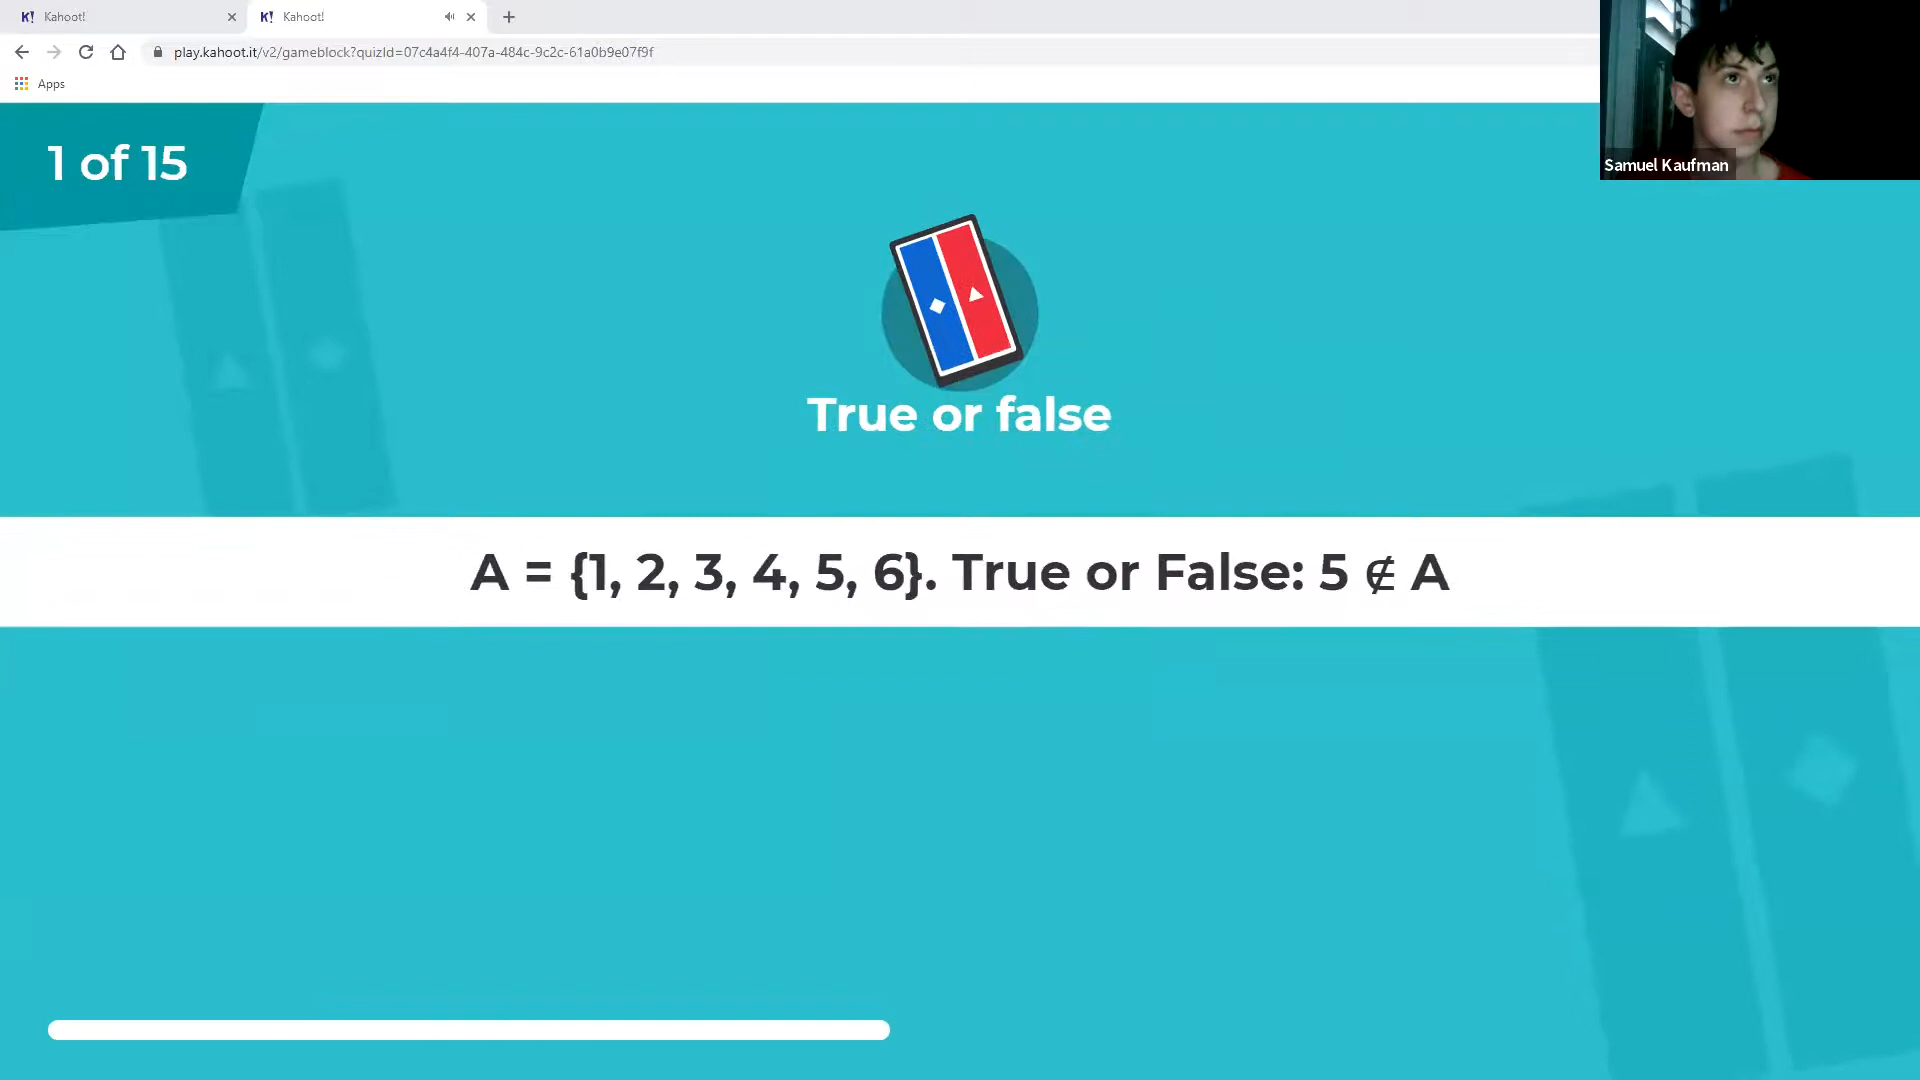 K! Kahoot!
K! Kahoot!
play.kahoot.it/v2/gameblock?quizId=07c4a4f4-407a-484c-9c2c-61a0b9e07f9f
Apps
Samuel Kaufman
1 of 15
True or false
A = {1, 2, 3, 4, 5, 6}. True or False: 5 ∉ A